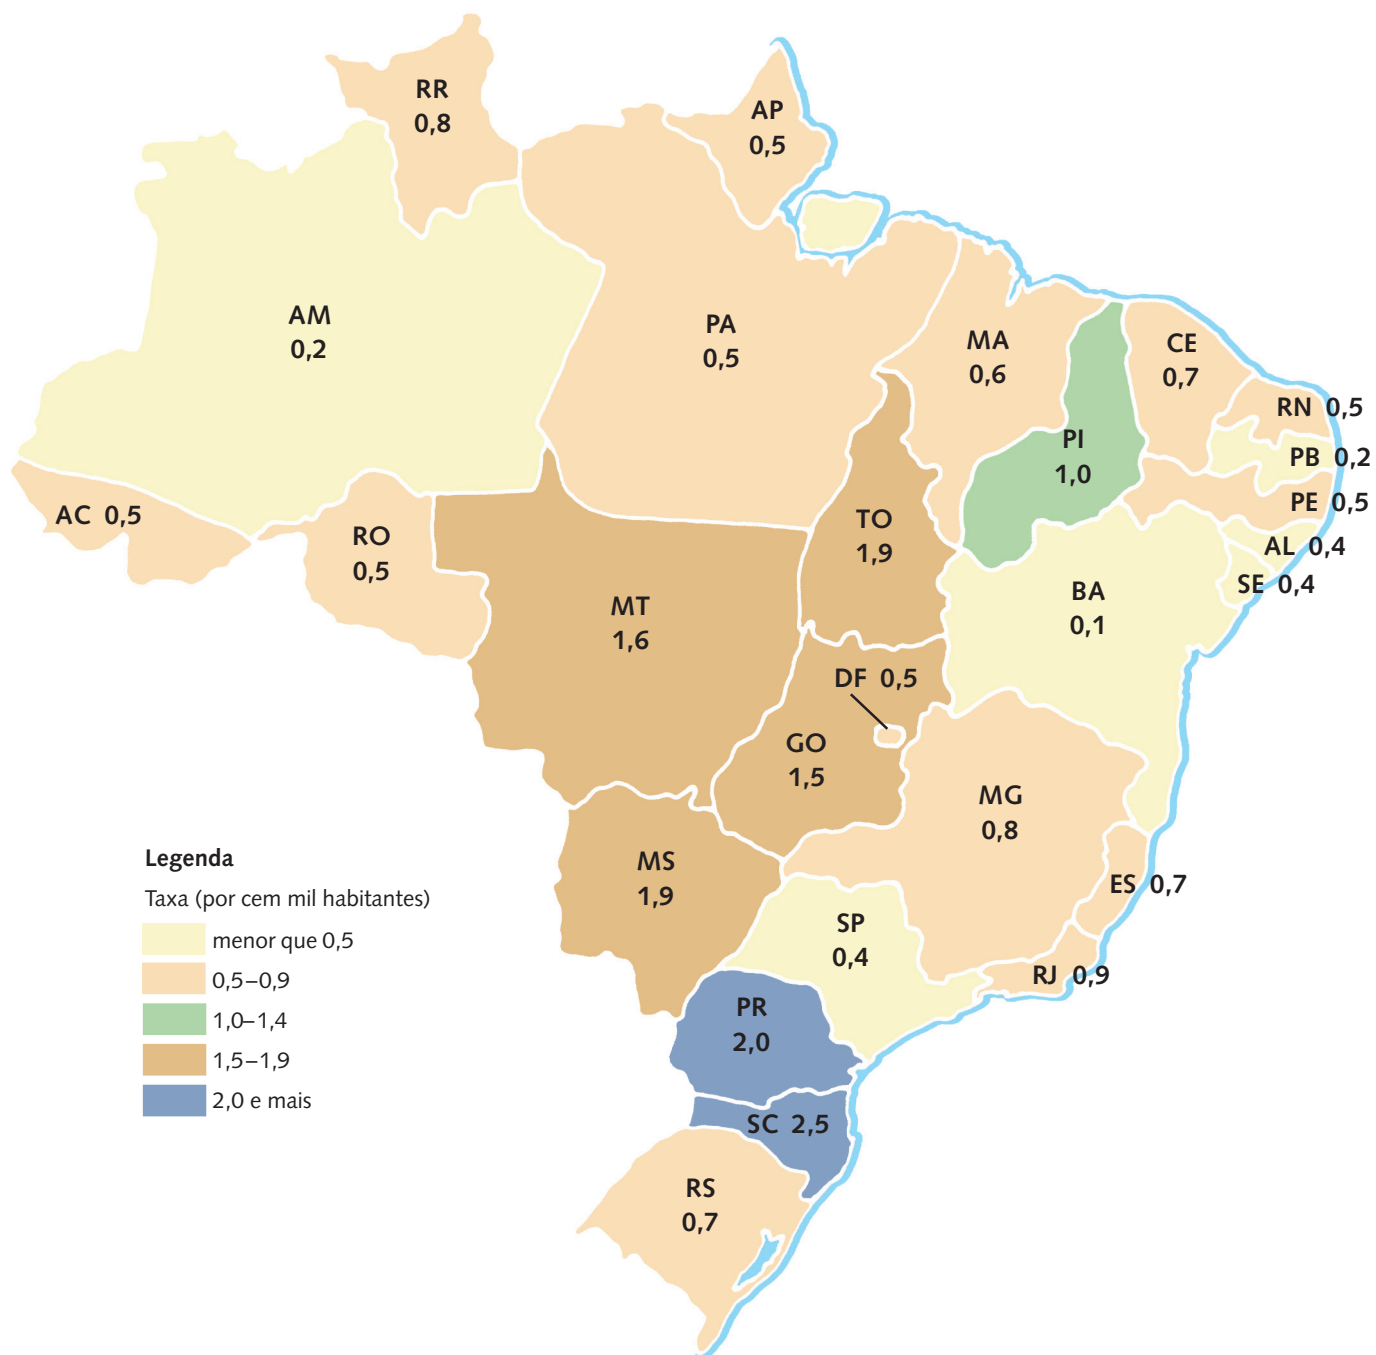 RR
0,8
AP
0,5
AM
0,2
PA
0,5
MA
0,6
CE
0,7
RN 0,5
PI
1,0
PB 0,2
PE 0,5
AC 0,5
RO
0,5
TO
1,9
AL 0,4
SE 0,4
BA
0,1
MT
1,6
DF 0,5
GO
1,5
MG
0,8
MS
1,9
ES 0,7
SP
0,4
RJ 0,9
PR
2,0
SC 2,5
RS
0,7
Legenda
Taxa (por cem mil habitantes)
menor que 0,5
0,5–0,9
1,0–1,4
1,5–1,9
2,0 e mais